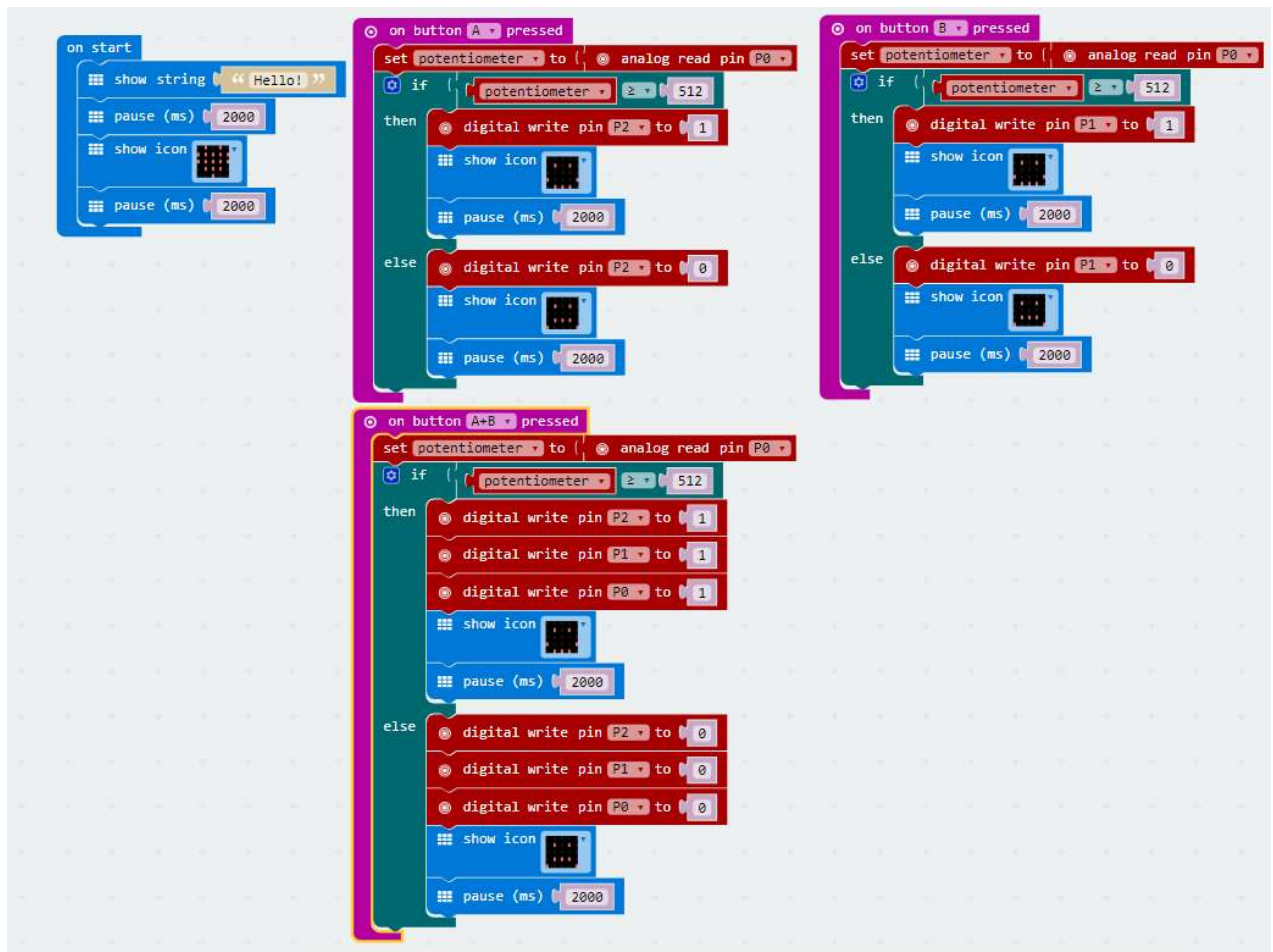 on start
show string “ Hello! ”
pause (ms) 2000
show icon
pause (ms) 2000
on button A pressed
set potentiometer to ( analog read pin P0
if ( potentiometer ≥ 512
then
digital write pin P2 to 1
show icon
pause (ms) 2000
else
digital write pin P2 to 0
show icon
pause (ms) 2000
on button B pressed
set potentiometer to ( analog read pin P0
if ( potentiometer ≥ 512
then
digital write pin P1 to 1
show icon
pause (ms) 2000
else
digital write pin P1 to 0
show icon
pause (ms) 2000
on button A+B pressed
set potentiometer to ( analog read pin P0
if ( potentiometer ≥ 512
then
digital write pin P2 to 1
digital write pin P1 to 1
digital write pin P0 to 1
show icon
pause (ms) 2000
else
digital write pin P2 to 0
digital write pin P1 to 0
digital write pin P0 to 0
show icon
pause (ms) 2000